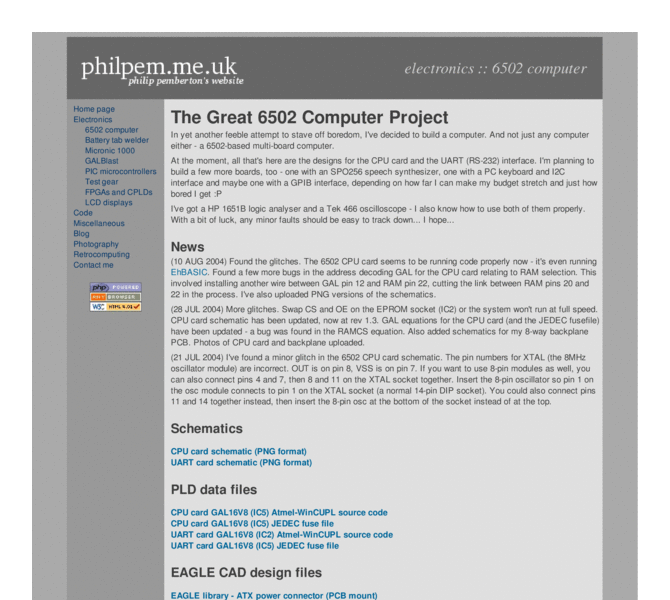 philpem.me.uk
philip pemberton's website
electronics :: 6502 computer
Home page
Electronics
6502 computer
Battery tab welder
Micronic 1000
GALBlast
PIC microcontrollers
Test gear
FPGAs and CPLDs
LCD displays
Code
Miscellaneous
Blog
Photography
Retrocomputing
Contact me
php POWERED
ANY BROWSER
W3C HTML 4.01
The Great 6502 Computer Project
In yet another feeble attempt to stave off boredom, I've decided to build a computer. And not just any computer
either - a 6502-based multi-board computer.
At the moment, all that's here are the designs for the CPU card and the UART (RS-232) interface. I'm planning to
build a few more boards, too - one with an SPO256 speech synthesizer, one with a PC keyboard and I2C
interface and maybe one with a GPIB interface, depending on how far I can make my budget stretch and just how
bored I get :P
I've got a HP 1651B logic analyser and a Tek 466 oscilloscope - I also know how to use both of them properly.
With a bit of luck, any minor faults should be easy to track down... I hope...
News
(10 AUG 2004) Found the glitches. The 6502 CPU card seems to be running code properly now - it's even running
EhBASIC. Found a few more bugs in the address decoding GAL for the CPU card relating to RAM selection. This
involved installing another wire between GAL pin 12 and RAM pin 22, cutting the link between RAM pins 20 and
22 in the process. I've also uploaded PNG versions of the schematics.
(28 JUL 2004) More glitches. Swap CS and OE on the EPROM socket (IC2) or the system won't run at full speed.
CPU card schematic has been updated, now at rev 1.3. GAL equations for the CPU card (and the JEDEC fusefile)
have been updated - a bug was found in the RAMCS equation. Also added schematics for my 8-way backplane
PCB. Photos of CPU card and backplane uploaded.
(21 JUL 2004) I've found a minor glitch in the 6502 CPU card schematic. The pin numbers for XTAL (the 8MHz
oscillator module) are incorrect. OUT is on pin 8, VSS is on pin 7. If you want to use 8-pin modules as well, you
can also connect pins 4 and 7, then 8 and 11 on the XTAL socket together. Insert the 8-pin oscillator so pin 1 on
the osc module connects to pin 1 on the XTAL socket (a normal 14-pin DIP socket). You could also connect pins
11 and 14 together instead, then insert the 8-pin osc at the bottom of the socket instead of at the top.
Schematics
CPU card schematic (PNG format)
UART card schematic (PNG format)
PLD data files
CPU card GAL16V8 (IC5) Atmel-WinCUPL source code
CPU card GAL16V8 (IC5) JEDEC fuse file
UART card GAL16V8 (IC2) Atmel-WinCUPL source code
UART card GAL16V8 (IC5) JEDEC fuse file
EAGLE CAD design files
EAGLE library - ATX power connector (PCB mount)